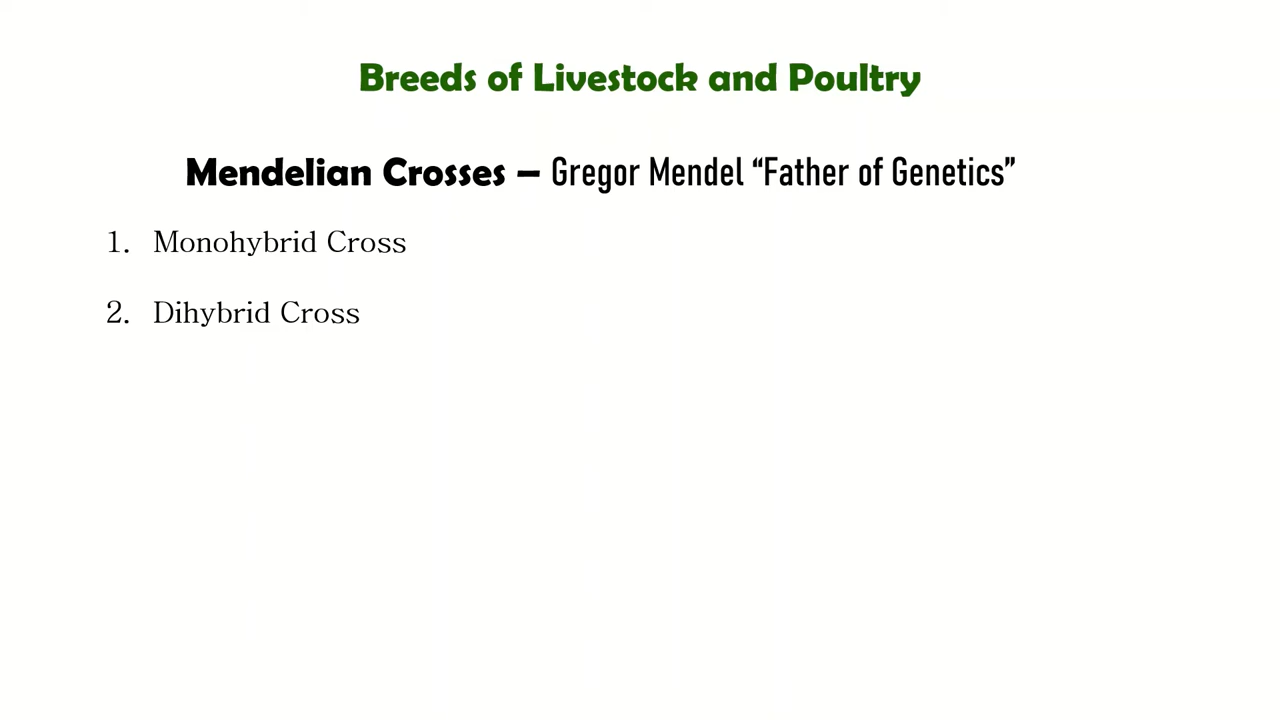 Breeds of Livestock and Poultry
Mendelian Crosses – Gregor Mendel “Father of Genetics”
1. Monohybrid Cross
2. Dihybrid Cross